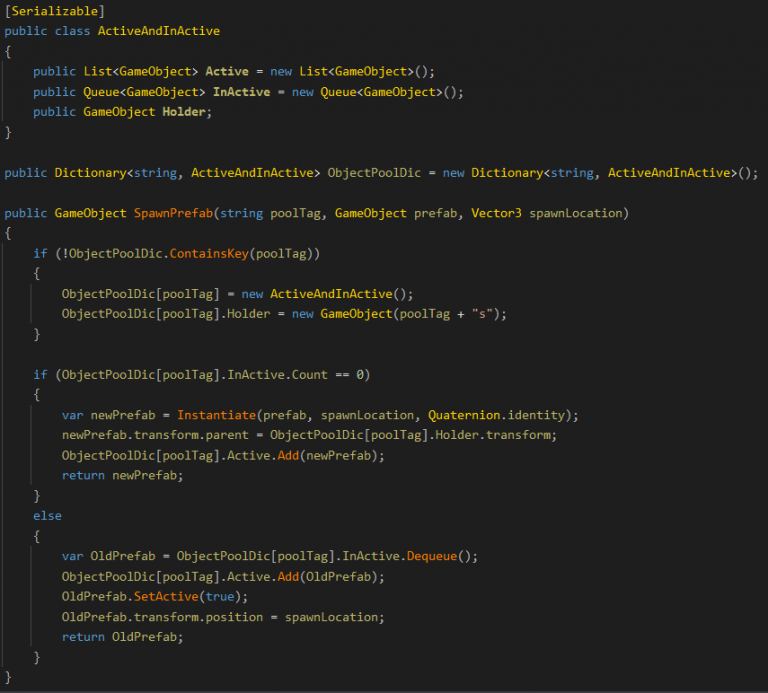 [Serializable]
public class ActiveAndInActive
{
    public List<GameObject> Active = new List<GameObject>();
    public Queue<GameObject> InActive = new Queue<GameObject>();
    public GameObject Holder;
}

public Dictionary<string, ActiveAndInActive> ObjectPoolDic = new Dictionary<string, ActiveAndInActive>();

public GameObject SpawnPrefab(string poolTag, GameObject prefab, Vector3 spawnLocation)
{
    if (!ObjectPoolDic.ContainsKey(poolTag))
    {
        ObjectPoolDic[poolTag] = new ActiveAndInActive();
        ObjectPoolDic[poolTag].Holder = new GameObject(poolTag + "s");
    }

    if (ObjectPoolDic[poolTag].InActive.Count == 0)
    {
        var newPrefab = Instantiate(prefab, spawnLocation, Quaternion.identity);
        newPrefab.transform.parent = ObjectPoolDic[poolTag].Holder.transform;
        ObjectPoolDic[poolTag].Active.Add(newPrefab);
        return newPrefab;
    }
    else
    {
        var OldPrefab = ObjectPoolDic[poolTag].InActive.Dequeue();
        ObjectPoolDic[poolTag].Active.Add(OldPrefab);
        OldPrefab.SetActive(true);
        OldPrefab.transform.position = spawnLocation;
        return OldPrefab;
    }
}